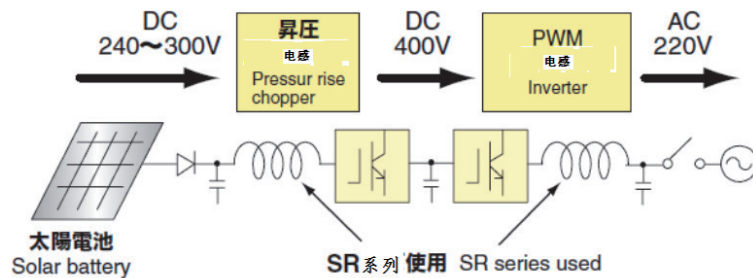 DC
240～300V
昇圧
电感
Pressur rise
chopper
DC
400V
PWM
电感
Inverter
AC
220V
太陽電池
Solar battery
SR系列'使用 SR series used